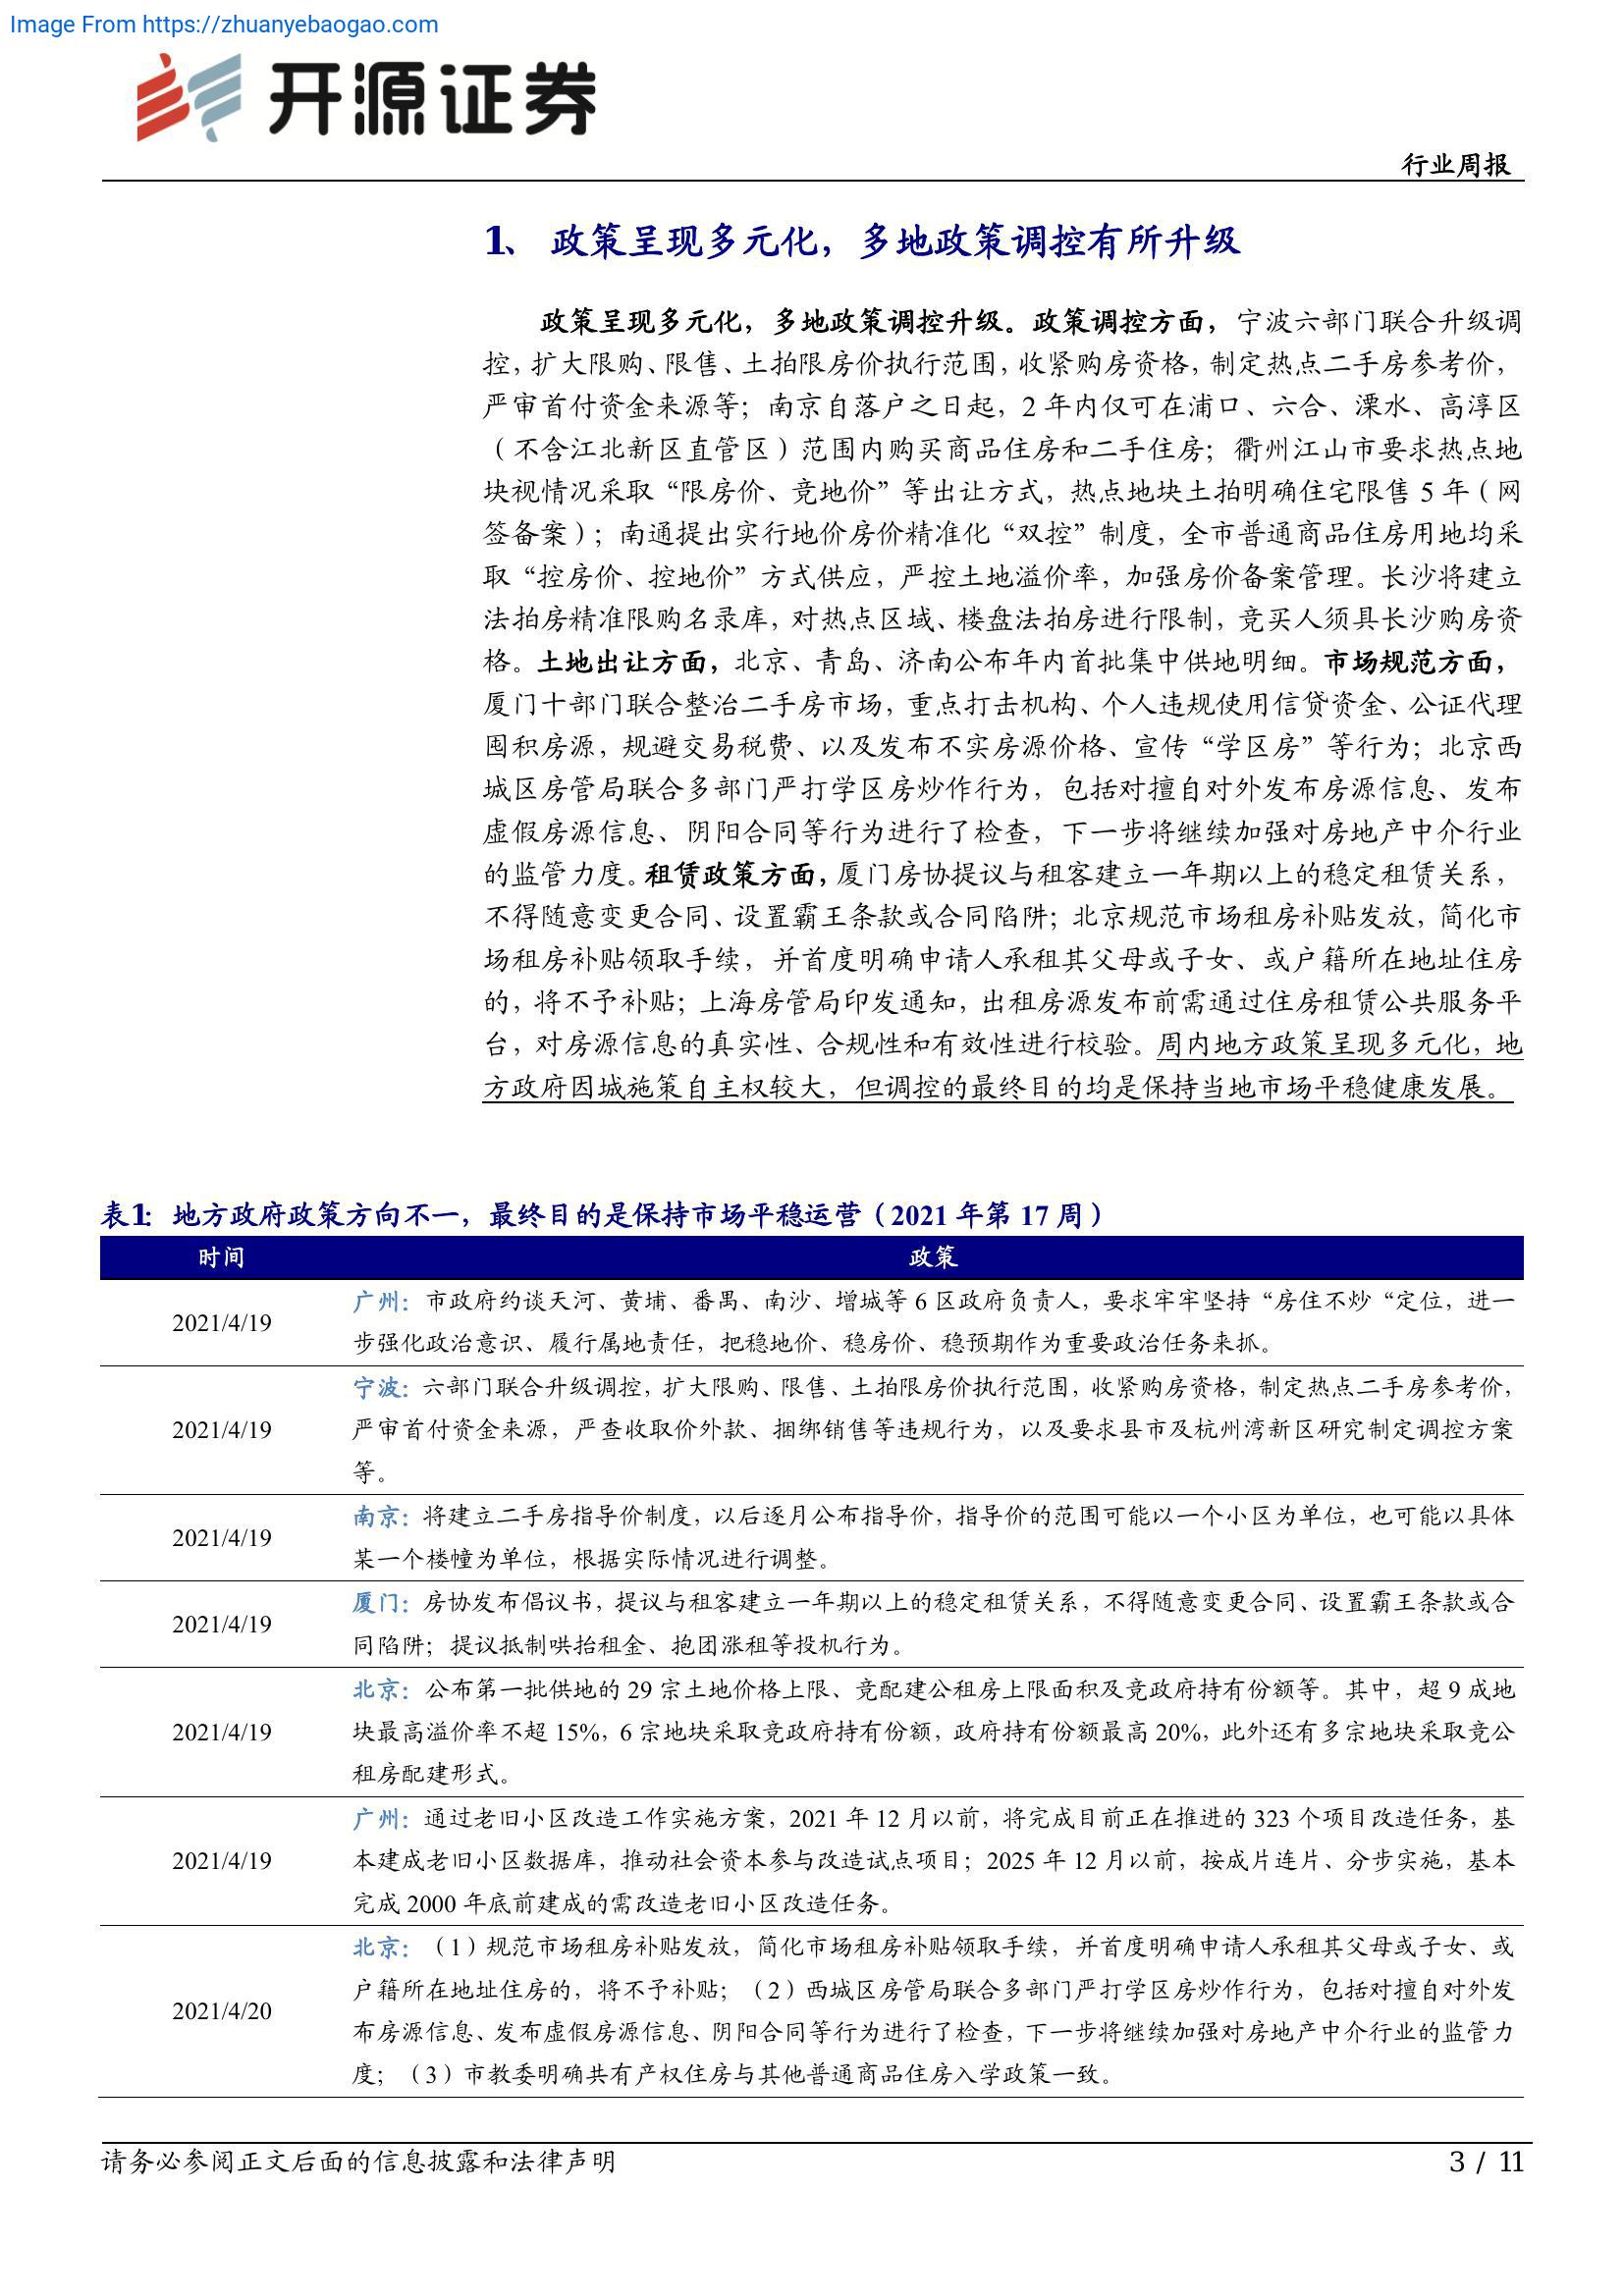 Image From https://zhuanyebaogao.com
开源证券
行业周报
1、 政策呈现多元化，多地政策调控有所升级
政策呈现多元化，多地政策调控升级。政策调控方面，宁波六部门联合升级调
控，扩大限购、限售、土拍限房价执行范围，收紧购房资格，制定热点二手房参考价，
严审首付资金来源等；南京自落户之日起，2 年内仅可在浦口、六合、溧水、高淳区
（不含江北新区直管区）范围内购买商品住房和二手住房；衢州江山市要求热点地
块视情况采取“限房价、竞地价”等出让方式，热点地块土拍明确住宅限售 5 年（网
签备案）；南通提出实行地价房价精准化“双控”制度，全市普通商品住房用地均采
取“控房价、控地价”方式供应，严控土地溢价率，加强房价备案管理。长沙将建立
法拍房精准限购名录库，对热点区域、楼盘法拍房进行限制，竞买人须具长沙购房资
格。土地出让方面，北京、青岛、济南公布年内首批集中供地明细。市场规范方面，
厦门十部门联合整治二手房市场，重点打击机构、个人违规使用信贷资金、公证代理
囤积房源，规避交易税费、以及发布不实房源价格、宣传“学区房”等行为；北京西
城区房管局联合多部门严打学区房炒作行为，包括对擅自对外发布房源信息、发布
虚假房源信息、阴阳合同等行为进行了检查，下一步将继续加强对房地产中介行业
的监管力度。租赁政策方面，厦门房协提议与租客建立一年期以上的稳定租赁关系，
不得随意变更合同、设置霸王条款或合同陷阱；北京规范市场租房补贴发放，简化市
场租房补贴领取手续，并首度明确申请人承租其父母或子女、或户籍所在地址住房
的，将不予补贴；上海房管局印发通知，出租房源发布前需通过住房租赁公共服务平
台，对房源信息的真实性、合规性和有效性进行校验。周内地方政策呈现多元化，地
方政府因城施策自主权较大，但调控的最终目的均是保持当地市场平稳健康发展。
表1：地方政府政策方向不一，最终目的是保持市场平稳运营（2021 年第 17 周）
时间 政策
2021/4/19
广州：市政府约谈天河、黄埔、番禺、南沙、增城等 6 区政府负责人，要求牢牢坚持“房住不炒“定位，进一
步强化政治意识、履行属地责任，把稳地价、稳房价、稳预期作为重要政治任务来抓。
2021/4/19
宁波：六部门联合升级调控，扩大限购、限售、土拍限房价执行范围，收紧购房资格，制定热点二手房参考价，
严审首付资金来源，严查收取价外款、捆绑销售等违规行为，以及要求县市及杭州湾新区研究制定调控方案
等。
2021/4/19
南京：将建立二手房指导价制度，以后逐月公布指导价，指导价的范围可能以一个小区为单位，也可能以具体
某一个楼幢为单位，根据实际情况进行调整。
2021/4/19
厦门：房协发布倡议书，提议与租客建立一年期以上的稳定租赁关系，不得随意变更合同、设置霸王条款或合
同陷阱；提议抵制哄抬租金、抱团涨租等投机行为。
2021/4/19
北京：公布第一批供地的 29 宗土地价格上限、竞配建公租房上限面积及竞政府持有份额等。其中，超 9 成地
块最高溢价率不超 15%，6 宗地块采取竞政府持有份额，政府持有份额最高 20%，此外还有多宗地块采取竞公
租房配建形式。
2021/4/19
广州：通过老旧小区改造工作实施方案，2021 年 12 月以前，将完成目前正在推进的 323 个项目改造任务，基
本建成老旧小区数据库，推动社会资本参与改造试点项目；2025 年 12 月以前，按成片连片、分步实施，基本
完成 2000 年底前建成的需改造老旧小区改造任务。
2021/4/20
北京：（1）规范市场租房补贴发放，简化市场租房补贴领取手续，并首度明确申请人承租其父母或子女、或
户籍所在地址住房的，将不予补贴；（2）西城区房管局联合多部门严打学区房炒作行为，包括对擅自对外发
布房源信息、发布虚假房源信息、阴阳合同等行为进行了检查，下一步将继续加强对房地产中介行业的监管力
度；（3）市教委明确共有产权住房与其他普通商品住房入学政策一致。
请务必参阅正文后面的信息披露和法律声明
3 / 11